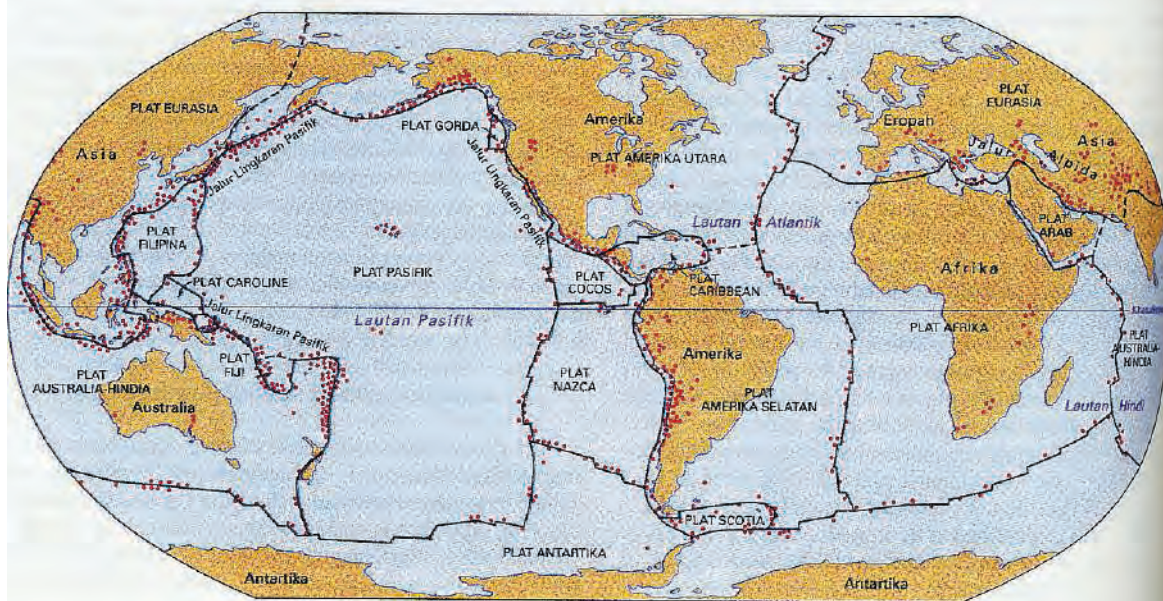 PLAT EURASIA
Asia
Jalur Lingkaran Pasifik
Jalur Lingkaran Pasifik
PLAT
FILIPINA
PLAT CAROLINE
Jalur Lingkaran Pasifik
PLAT PASIFIK
Lautan Pasifik
PLAT
FIJI
PLAT
AUSTRALIA-HINDIA
Australia
PLAT GORDA
Amerika
PLAT AMERIKA UTARA
PLAT
COCOS
PLAT
CARIBBEAN
PLAT
NAZCA
Amerika
PLAT
AMERIKA SELATAN
Lautan Atlantik
PLAT SCOTIA
PLAT ANTARTIKA
Antartika
Antartika
Eropah
PLAT
EURASIA
Asia
Jalur Alpida
PLAT
ARAB
Afrika
PLAT AFRIKA
PLAT
AUSTRALIA-
HINDIA
Lautan Hindi